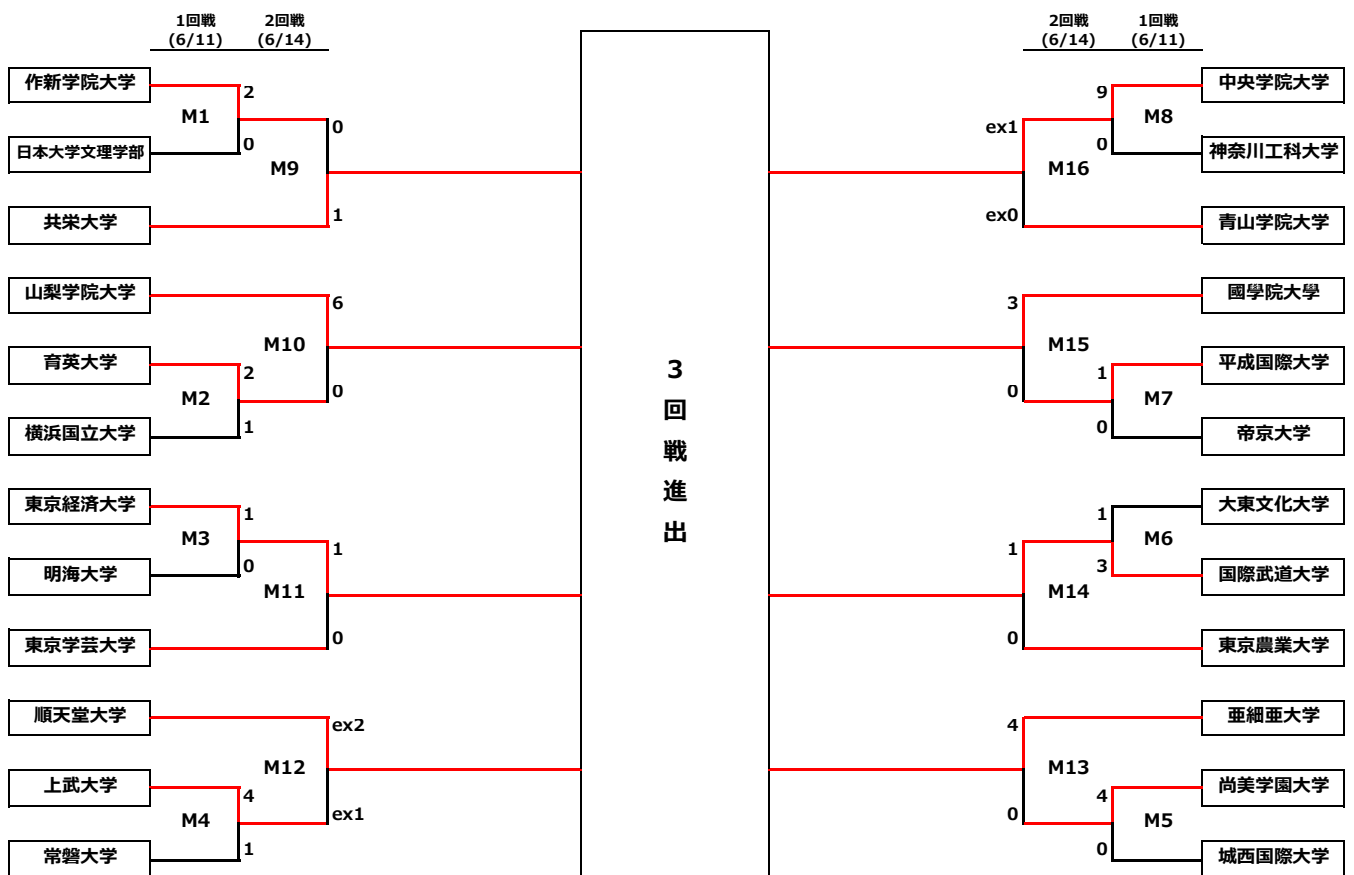 1回戦 2回戦
(6/11) (6/14)
2回戦 1回戦
(6/14) (6/11)
作新学院大学
2
M1
日本大学文理学部
0
0
M9
共栄大学
1
山梨学院大学
6
M10
育英大学
2
M2
0
横浜国立大学
1
東京経済大学
1
M3
1
明海大学
0
M11
東京学芸大学
0
順天堂大学
ex2
M12
上武大学
4
M4
ex1
常磐大学
1
3
回
戦
進
出
中央学院大学
9
M8
ex1
神奈川工科大学
0
M16
青山学院大学
ex0
國學院大學
3
M15
平成国際大学
1
M7
0
帝京大学
0
大東文化大学
1
M6
1
国際武道大学
3
M14
東京農業大学
0
亜細亜大学
4
M13
尚美学園大学
4
M5
0
城西国際大学
0